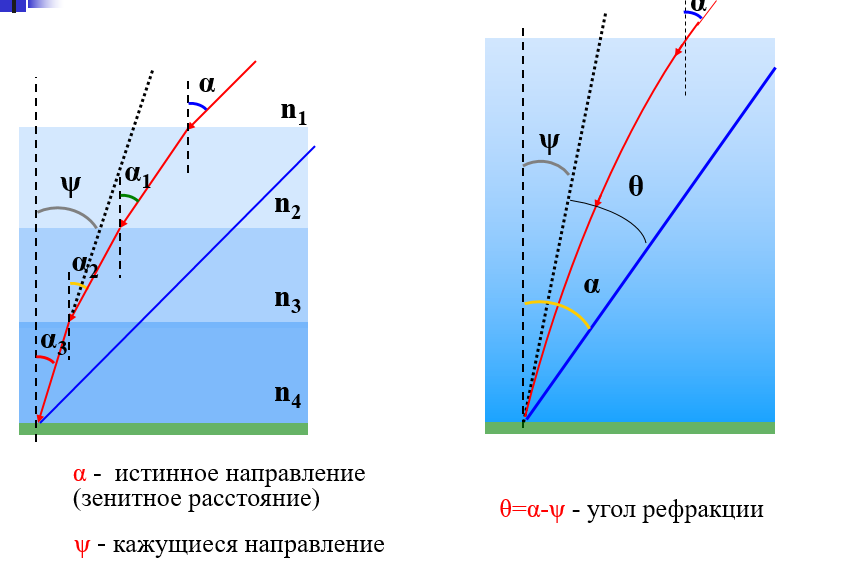 α
n1
α1
ψ
n2
α2
n3
α3
n4
α
ψ
θ
α
α - истинное направление
(зенитное расстояние)
ψ - кажущиеся направление
θ=α-ψ - угол рефракции